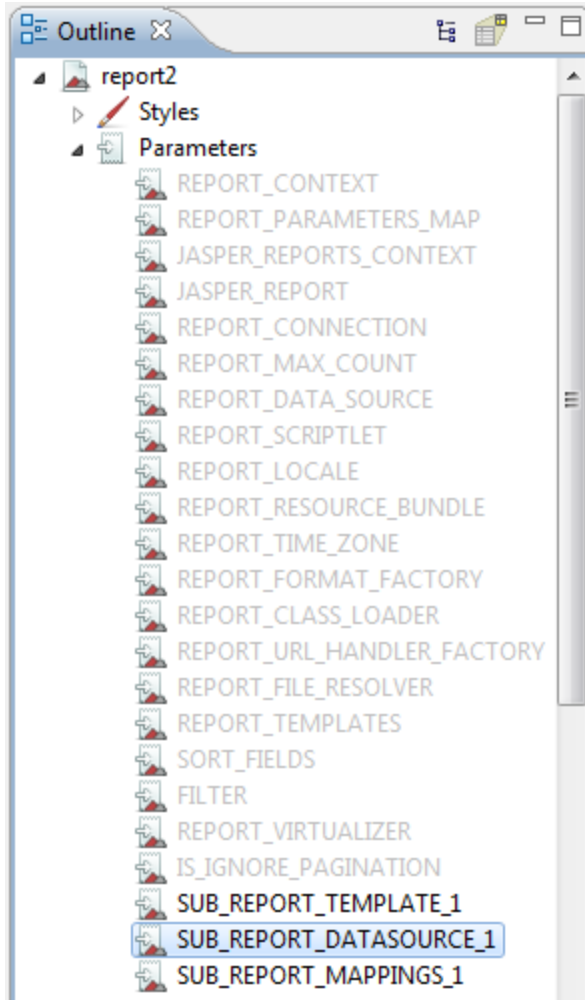 Outline
report2
Styles
Parameters
REPORT_CONTEXT
REPORT_PARAMETERS_MAP
JASPER_REPORTS_CONTEXT
JASPER_REPORT
REPORT_CONNECTION
REPORT_MAX_COUNT
REPORT_DATA_SOURCE
REPORT_SCRIPTLET
REPORT_LOCALE
REPORT_RESOURCE_BUNDLE
REPORT_TIME_ZONE
REPORT_FORMAT_FACTORY
REPORT_CLASS_LOADER
REPORT_URL_HANDLER_FACTORY
REPORT_FILE_RESOLVER
REPORT_TEMPLATES
SORT_FIELDS
FILTER
REPORT_VIRTUALIZER
IS_IGNORE_PAGINATION
SUB_REPORT_TEMPLATE_1
SUB_REPORT_DATASOURCE_1
SUB_REPORT_MAPPINGS_1